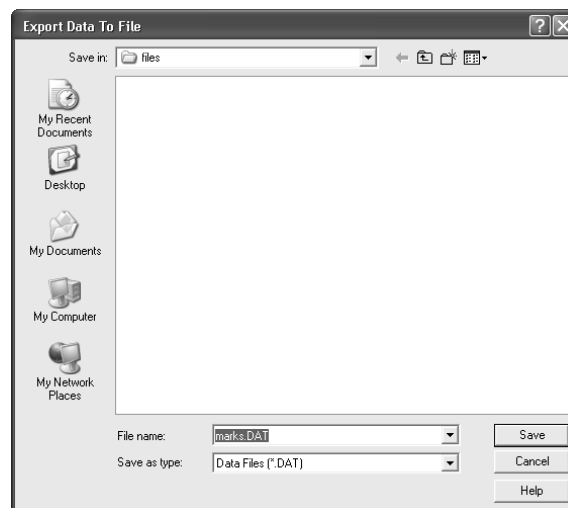 Export Data To File
Save in:
files
My Recent
Documents
Desktop
My Documents
My Computer
My Network
Places
File name:
marks.DAT
Save
Save as type:
Data Files (*.DAT)
Cancel
Help